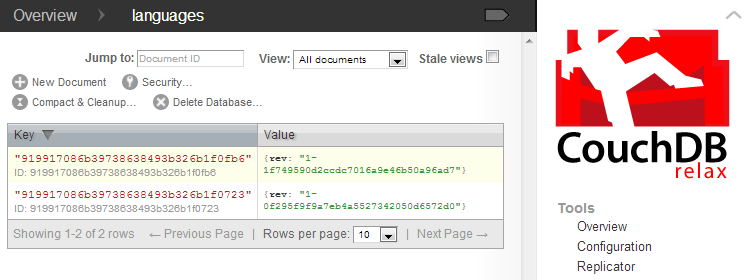 Overview languages
Jump to: Document ID View: All documents Stale views
New Document Security...
Compact & Cleanup... Delete Database...
Key Value
"919917086b39738638493b326b1f0fb6" {rev: "1-
ID: 919917086b39738638493b326b1f0fb6 1f749590d2ccdc7016a9e46b50a96ad7"}
"919917086b39738638493b326b1f0723" {rev: "1-
ID: 919917086b39738638493b326b1f0723 0f295f9f9a7eb4a5527342050d6572d0"}
Showing 1-2 of 2 rows ← Previous Page | Rows per page: 10 | Next Page →
CouchDB
relax
Tools
Overview
Configuration
Replicator